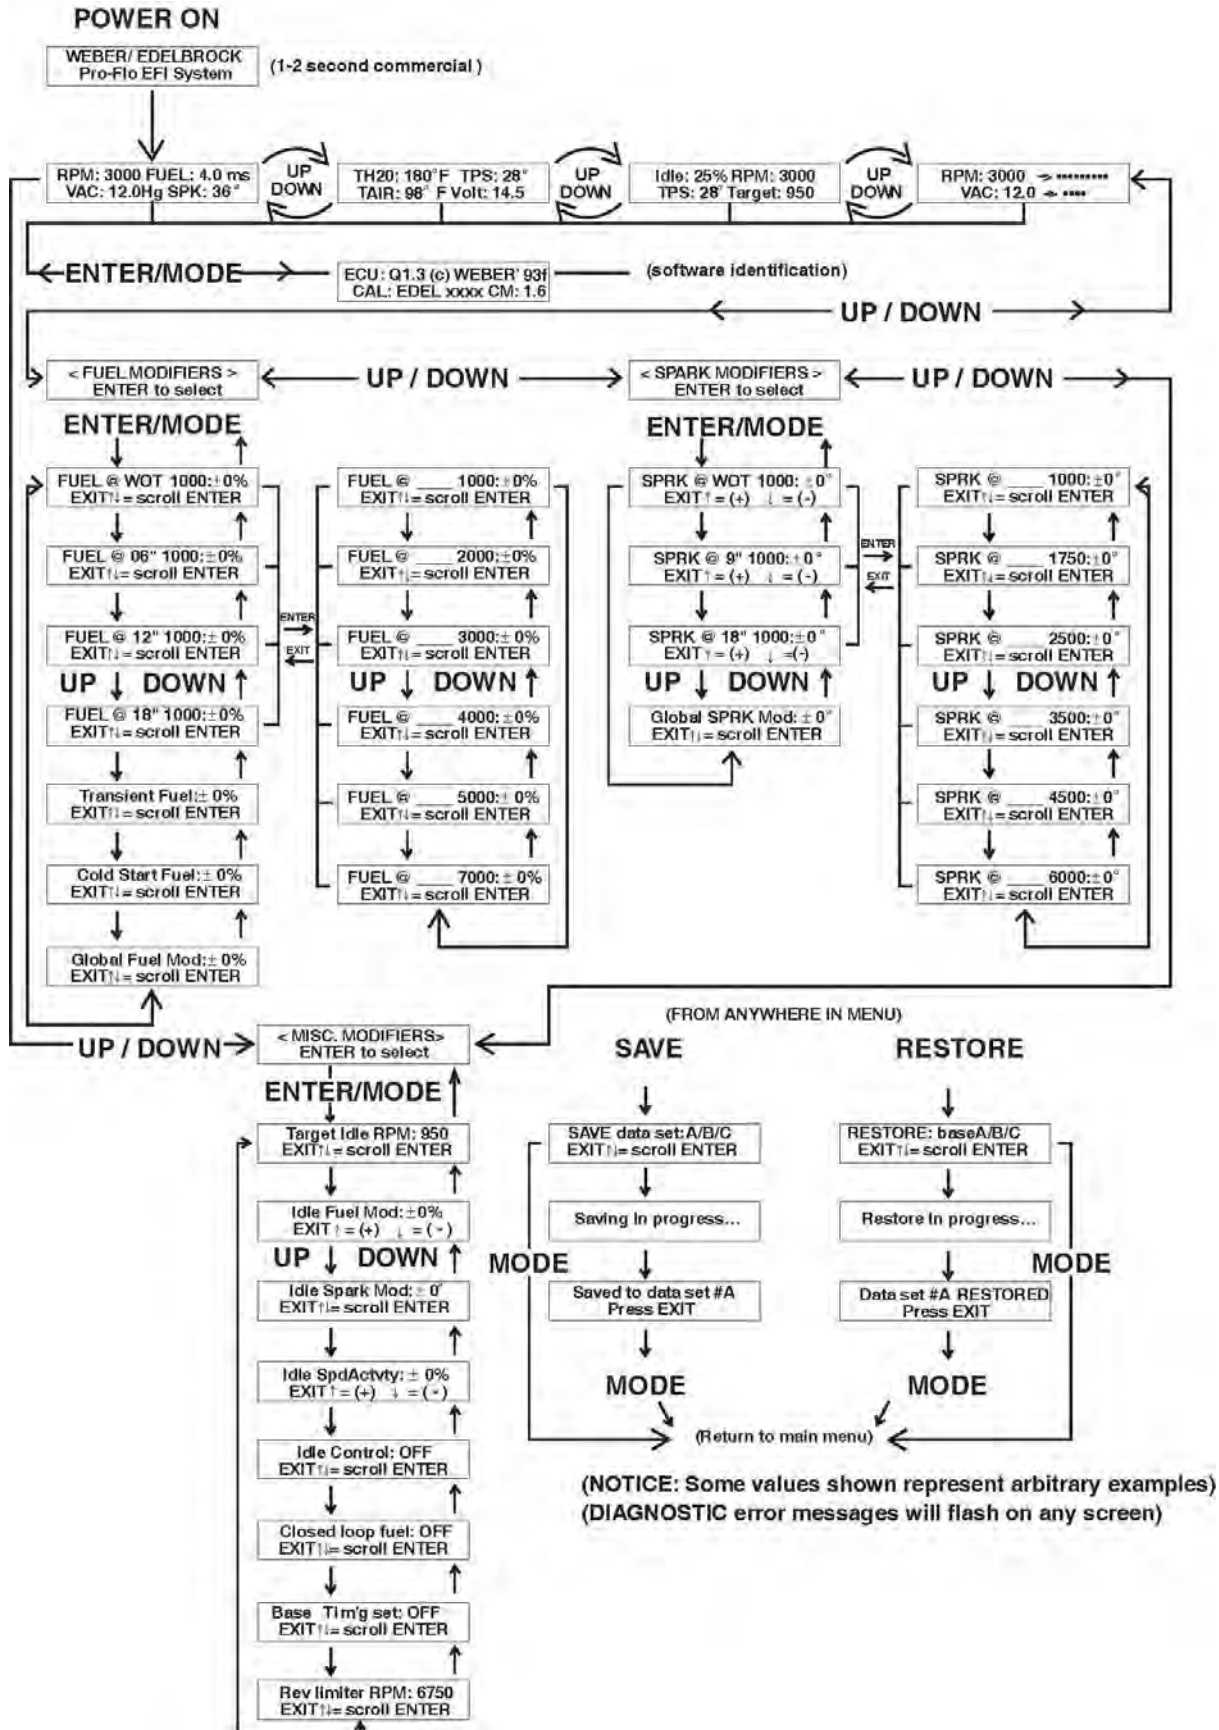 POWER ON
WEBER/ EDELBROCK
Pro-Flo EFI System
(1-2 second commercial )
RPM: 3000 FUEL: 4.0 ms
VAC: 12.0Hg SPK: 36°
UP
DOWN
TH20: 180°F TPS: 28°
TAIR: 98° F Volt: 14.5
UP
DOWN
Idle: 25% RPM: 3000
TPS: 28° Target: 950
UP
DOWN
RPM: 3000
VAC: 12.0
ENTER/MODE
ECU: Q1.3 (c) WEBER' 93f
CAL: EDEL xxxx CM: 1.6
(software identification)
UP / DOWN
< FUEL MODIFIERS >
ENTER to select
UP / DOWN
< SPARK MODIFIERS >
ENTER to select
UP / DOWN
ENTER/MODE
FUEL @ WOT 1000:±0%
EXIT↑↓=scroll ENTER
FUEL @ 06" 1000:±0%
EXIT↑↓= scroll ENTER
FUEL @ 12" 1000:± 0%
EXIT↑↓= scroll ENTER
UP DOWN
FUEL @ 18" 1000:±0%
EXIT↑↓= scroll ENTER
Transient Fuel:± 0%
EXIT↑↓= scroll ENTER
Cold Start Fuel:± 0%
EXIT↑↓= scroll ENTER
Global Fuel Mod:± 0%
EXIT↑↓= scroll ENTER
ENTER
EXIT
FUEL @ ___ 1000:±0%
EXIT↑↓= scroll ENTER
FUEL @ ___ 2000:±0%
EXIT↑↓= scroll ENTER
FUEL @ ___ 3000:± 0%
EXIT↑↓= scroll ENTER
UP DOWN
FUEL @ ___ 4000:± 0%
EXIT↑↓= scroll ENTER
FUEL @ ___ 5000:± 0%
EXIT↑↓= scroll ENTER
FUEL @ ___ 7000:± 0%
EXIT↑↓= scroll ENTER
ENTER/MODE
SPRK @ WOT 1000: ±0°
EXIT ↑ = (+) ↓ = (-)
SPRK @ 9" 1000:±0°
EXIT ↑ = (+) ↓ = (-)
SPRK @ 18" 1000:±0°
EXIT ↑ = (+) ↓ =(-)
UP DOWN
Global SPRK Mod: ± 0°
EXIT↑↓= scroll ENTER
ENTER
EXIT
SPRK @ ___ 1000:±0°
EXIT↑↓= scroll ENTER
SPRK @ ___ 1750:±0°
EXIT↑↓= scroll ENTER
SPRK @ ___ 2500:±0°
EXIT↑↓= scroll ENTER
UP DOWN
SPRK @ ___ 3500:±0°
EXIT↑↓= scroll ENTER
SPRK @ ___ 4500:±0°
EXIT↑↓= scroll ENTER
SPRK @ ___ 6000:±0°
EXIT↑↓= scroll ENTER
UP / DOWN
< MISC. MODIFIERS>
ENTER to select
ENTER/MODE
Target Idle RPM: 950
EXIT↑↓= scroll ENTER
Idle Fuel Mod:±0%
EXIT ↑ = (+) ↓ = (-)
UP DOWN
Idle Spark Mod:± 0°
EXIT↑↓= scroll ENTER
Idle SpdActvty: ± 0%
EXIT ↑ = (+) ↓ = (-)
Idle Control: OFF
EXIT↑↓= scroll ENTER
Closed loop fuel: OFF
EXIT↑↓= scroll ENTER
Base Tim'g set: OFF
EXIT↑↓= scroll ENTER
Rev limiter RPM: 6750
EXIT↑↓= scroll ENTER
(FROM ANYWHERE IN MENU)
SAVE
SAVE data set:A/B/C
EXIT↑↓= scroll ENTER
Saving In progress...
MODE
Saved to data set #A
Press EXIT
MODE
RESTORE
RESTORE: baseA/B/C
EXIT↑↓= scroll ENTER
Restore In progress...
MODE
Data set #A RESTORED
Press EXIT
MODE
(Return to main menu)
(NOTICE: Some values shown represent arbitrary examples)
(DIAGNOSTIC error messages will flash on any screen)